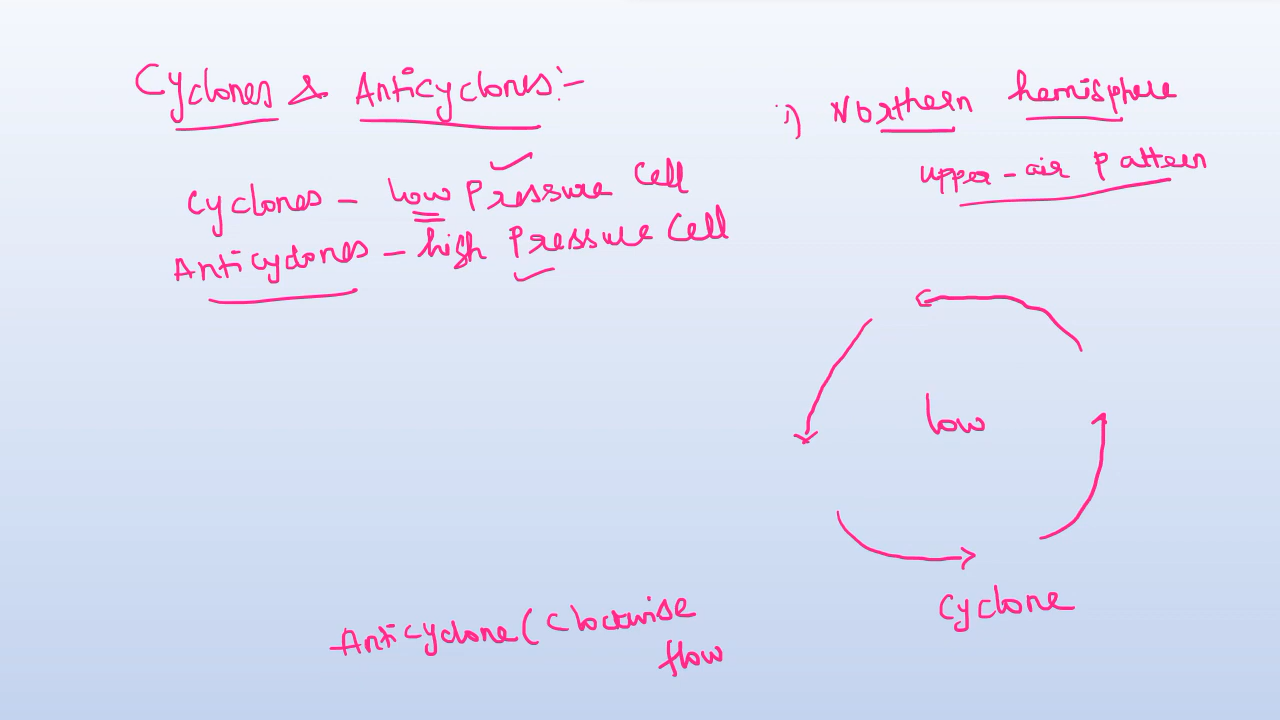 Cyclones & Anticyclones:-
Cyclones - low pressure cell
Anticyclones - high pressure cell
i) Northern hemisphere
upper-air pattern
low
cyclone
Anticyclone (clockwise
flow